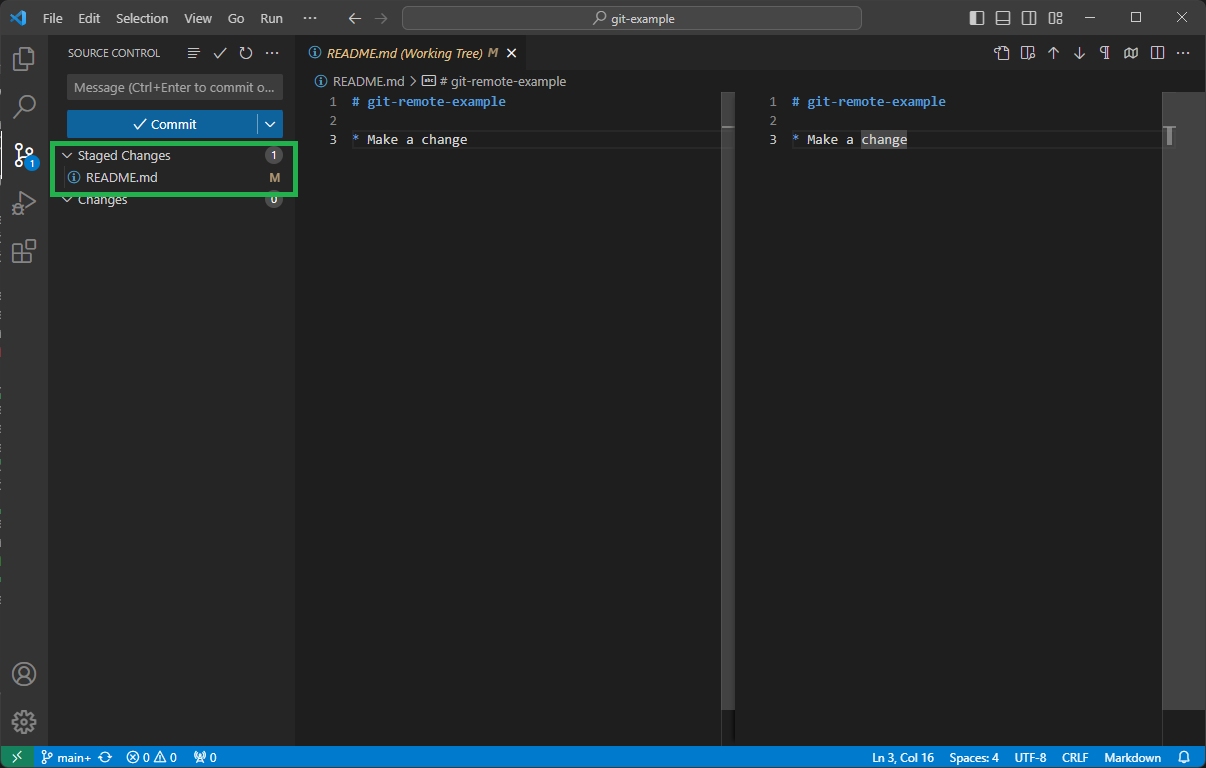 File Edit Selection View Go Run ··· git-example
SOURCE CONTROL
README.md (Working Tree) M
Message (Ctrl+Enter to commit o...
README.md > # git-remote-example
Commit
1 # git-remote-example
2
3 * Make a change
1 # git-remote-example
2
3 * Make a change
Staged Changes 1
README.md M
Changes 0
1
main+ 0 0 0 Ln 3, Col 16 Spaces: 4 UTF-8 CRLF Markdown